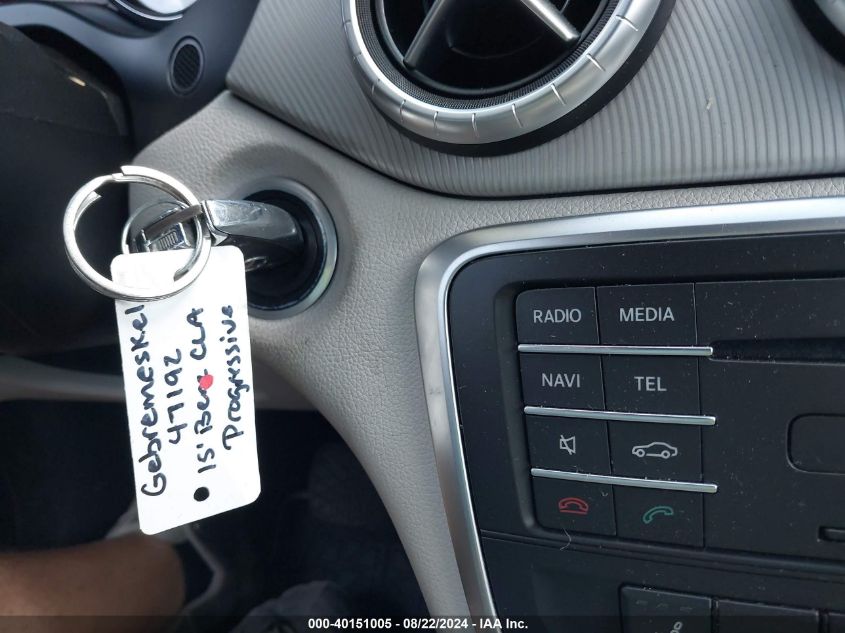 Gebremeskel
47192
15' Benz CLA
Progressive
RADIO MEDIA
NAVI TEL
000-40151005 - 08/22/2024 - IAA Inc.